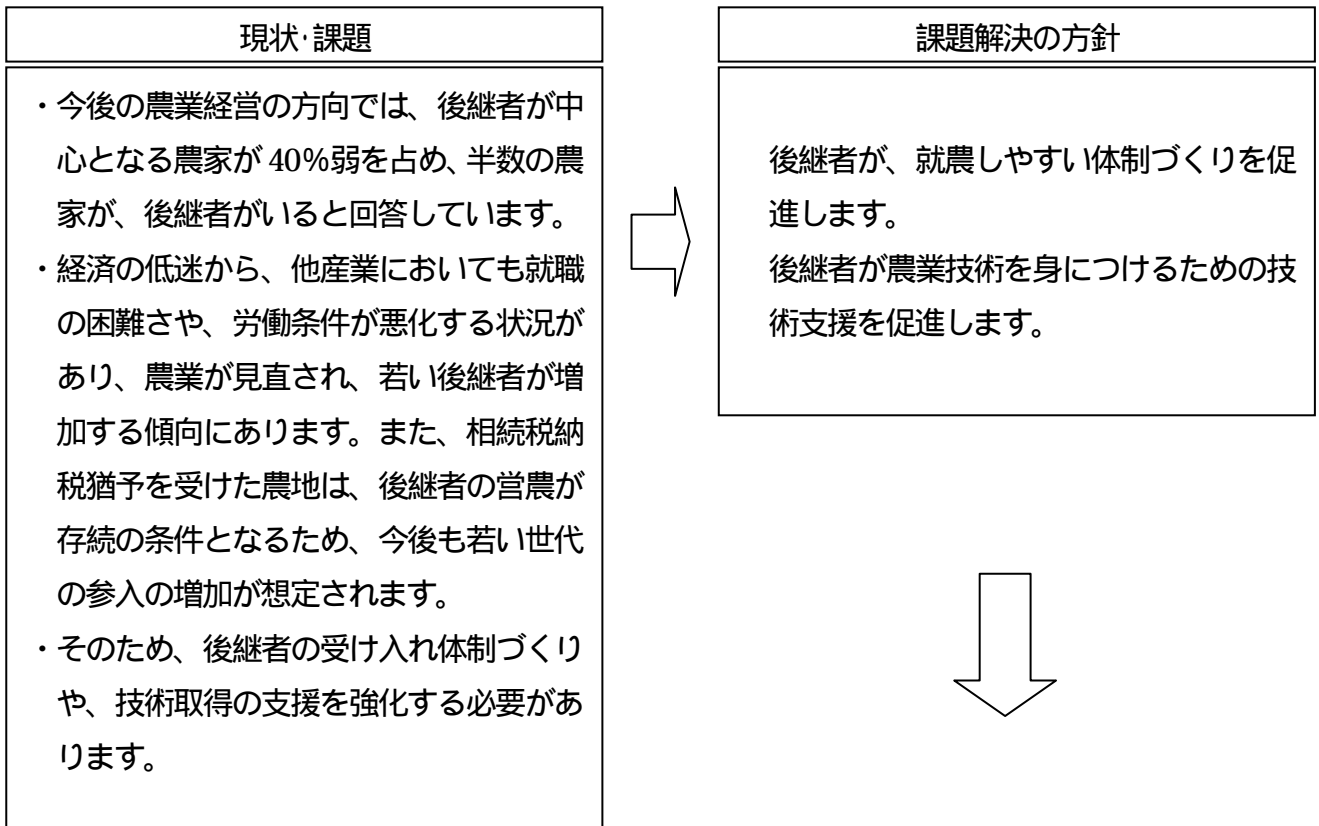 現状･課題
・今後の農業経営の方向では、後継者が中
心となる農家が 40%弱を占め、半数の農
家が、後継者がいると回答しています。
・経済の低迷から、他産業においても就職
の困難さや、労働条件が悪化する状況が
あり、農業が見直され、若い後継者が増
加する傾向にあります。また、相続税納
税猶予を受けた農地は、後継者の営農が
存続の条件となるため、今後も若い世代
の参入の増加が想定されます。
・そのため、後継者の受け入れ体制づくり
や、技術取得の支援を強化する必要があ
ります。
課題解決の方針
後継者が、就農しやすい体制づくりを促
進します。
後継者が農業技術を身につけるための技
術支援を促進します。